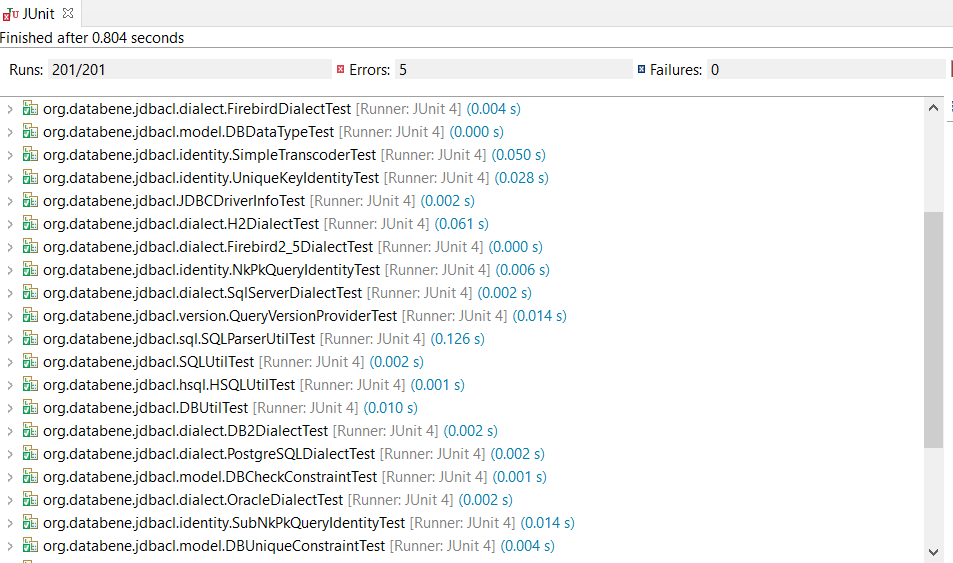 JUnit
Finished after 0.804 seconds
Runs: 201/201 Errors: 5 Failures: 0
org.databene.jdbacl.dialect.FirebirdDialectTest [Runner: JUnit 4] (0.004 s)
org.databene.jdbacl.model.DBDataTypeTest [Runner: JUnit 4] (0.000 s)
org.databene.jdbacl.identity.SimpleTranscoderTest [Runner: JUnit 4] (0.050 s)
org.databene.jdbacl.identity.UniqueKeyIdentityTest [Runner: JUnit 4] (0.028 s)
org.databene.jdbacl.JDBCDriverInfoTest [Runner: JUnit 4] (0.002 s)
org.databene.jdbacl.dialect.H2DialectTest [Runner: JUnit 4] (0.061 s)
org.databene.jdbacl.dialect.Firebird2_5DialectTest [Runner: JUnit 4] (0.000 s)
org.databene.jdbacl.identity.NkPkQueryIdentityTest [Runner: JUnit 4] (0.006 s)
org.databene.jdbacl.dialect.SqlServerDialectTest [Runner: JUnit 4] (0.002 s)
org.databene.jdbacl.version.QueryVersionProviderTest [Runner: JUnit 4] (0.014 s)
org.databene.jdbacl.sql.SQLParserUtilTest [Runner: JUnit 4] (0.126 s)
org.databene.jdbacl.SQLUtilTest [Runner: JUnit 4] (0.002 s)
org.databene.jdbacl.hsql.HSQLUtilTest [Runner: JUnit 4] (0.001 s)
org.databene.jdbacl.DBUtilTest [Runner: JUnit 4] (0.010 s)
org.databene.jdbacl.dialect.DB2DialectTest [Runner: JUnit 4] (0.002 s)
org.databene.jdbacl.dialect.PostgreSQLDialectTest [Runner: JUnit 4] (0.002 s)
org.databene.jdbacl.model.DBCheckConstraintTest [Runner: JUnit 4] (0.001 s)
org.databene.jdbacl.dialect.OracleDialectTest [Runner: JUnit 4] (0.002 s)
org.databene.jdbacl.identity.SubNkPkQueryIdentityTest [Runner: JUnit 4] (0.014 s)
org.databene.jdbacl.model.DBUniqueConstraintTest [Runner: JUnit 4] (0.004 s)